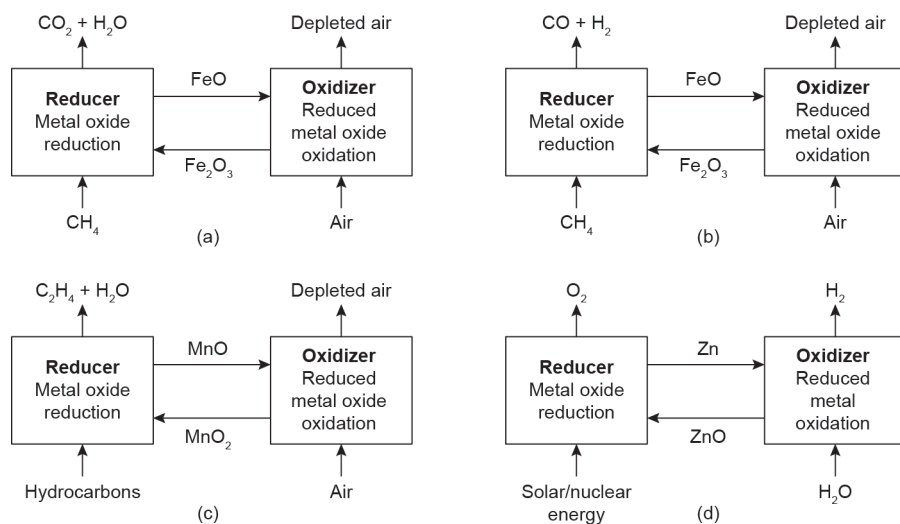 CO₂ + H₂O
Depleted air
Reducer
Metal oxide
reduction
FeO
Fe₂O₃
Oxidizer
Reduced
metal oxide
oxidation
CH₄
Air
(a)
CO + H₂
Depleted air
Reducer
Metal oxide
reduction
FeO
Fe₂O₃
Oxidizer
Reduced
metal oxide
oxidation
CH₄
Air
(b)
C₂H₄ + H₂O
Depleted air
Reducer
Metal oxide
reduction
MnO
MnO₂
Oxidizer
Reduced
metal oxide
oxidation
Hydrocarbons
Air
(c)
O₂
H₂
Reducer
Metal oxide
reduction
Zn
ZnO
Oxidizer
Reduced
metal
oxidation
Solar/nuclear
energy
H₂O
(d)